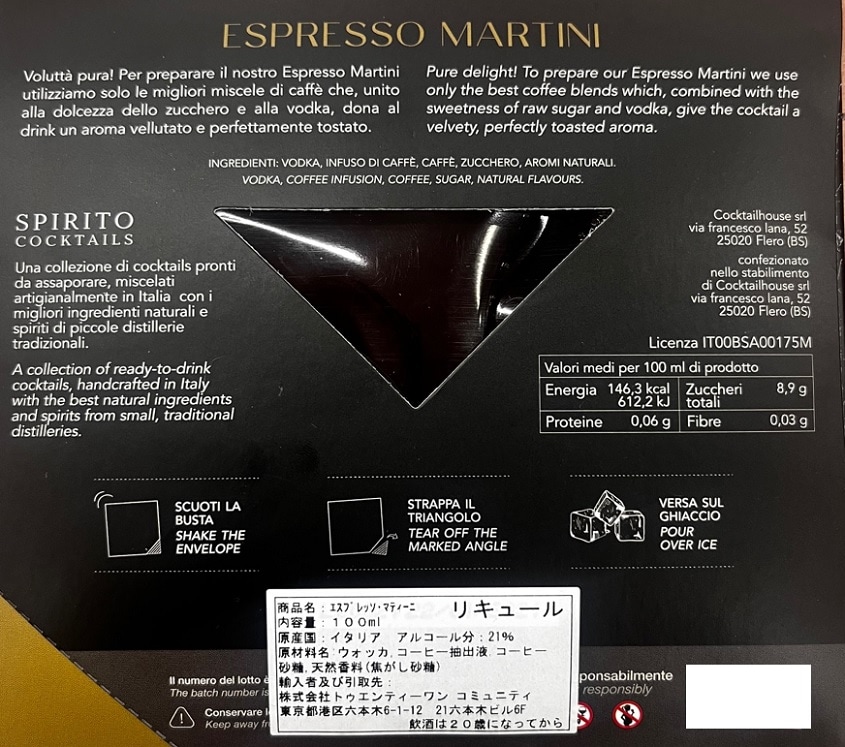 ESPRESSO MARTINI
Voluttà pura! Per preparare il nostro Espresso Martini
utilizziamo solo le migliori miscele di caffè che, unito
alla dolcezza dello zucchero e alla vodka, dona al
drink un aroma vellutato e perfettamente tostato.
Pure delight! To prepare our Espresso Martini we use
only the best coffee blends which, combined with the
sweetness of raw sugar and vodka, give the cocktail a
velvety, perfectly toasted aroma.
INGREDIENTI: VODKA, INFUSO DI CAFFÈ, CAFFÈ, ZUCCHERO, AROMI NATURALI.
VODKA, COFFEE INFUSION, COFFEE, SUGAR, NATURAL FLAVOURS.
SPIRITO
COCKTAILS
Una collezione di cocktails pronti
da assaporare, miscelati
artigianalmente in Italia con i
migliori ingredienti naturali e
spiriti di piccole distillerie
tradizionali.
A collection of ready-to-drink
cocktails, handcrafted in Italy
with the best natural ingredients
and spirits from small, traditional
distilleries.
Cocktailhouse srl
via francesco lana, 52
25020 Flero (BS)
confezionato
nello stabilimento
di Cocktailhouse srl
via francesco lana, 52
25020 Flero (BS)
Licenza IT00BSA00175M
Valori medi per 100 ml di prodotto
Energia 146,3 kcal Zuccheri 8,9 g
612,2 kJ totali
Proteine 0,06 g Fibre 0,03 g
SCUOTI LA
BUSTA
SHAKE THE
ENVELOPE
STRAPPA IL
TRIANGOLO
TEAR OFF THE
MARKED ANGLE
VERSA SUL
GHIACCIO
POUR
OVER ICE
商品名：エスプレッソ・マティーニ リキュール
内容量：100ml
原産国：イタリア アルコール分：21%
原材料名 ウォッカ、コーヒー抽出液、コーヒー
砂糖、天然香料(焦がし砂糖)
輸入者及び引取先：
株式会社トゥエンティーワン コミュニティ
東京都港区六本木6-1-12 21六本木ビル6F
飲酒は20歳になってから
Il numero del lotto è
The batch number is
Conservare l
Keep away fr
ponsabilmente
responsibly